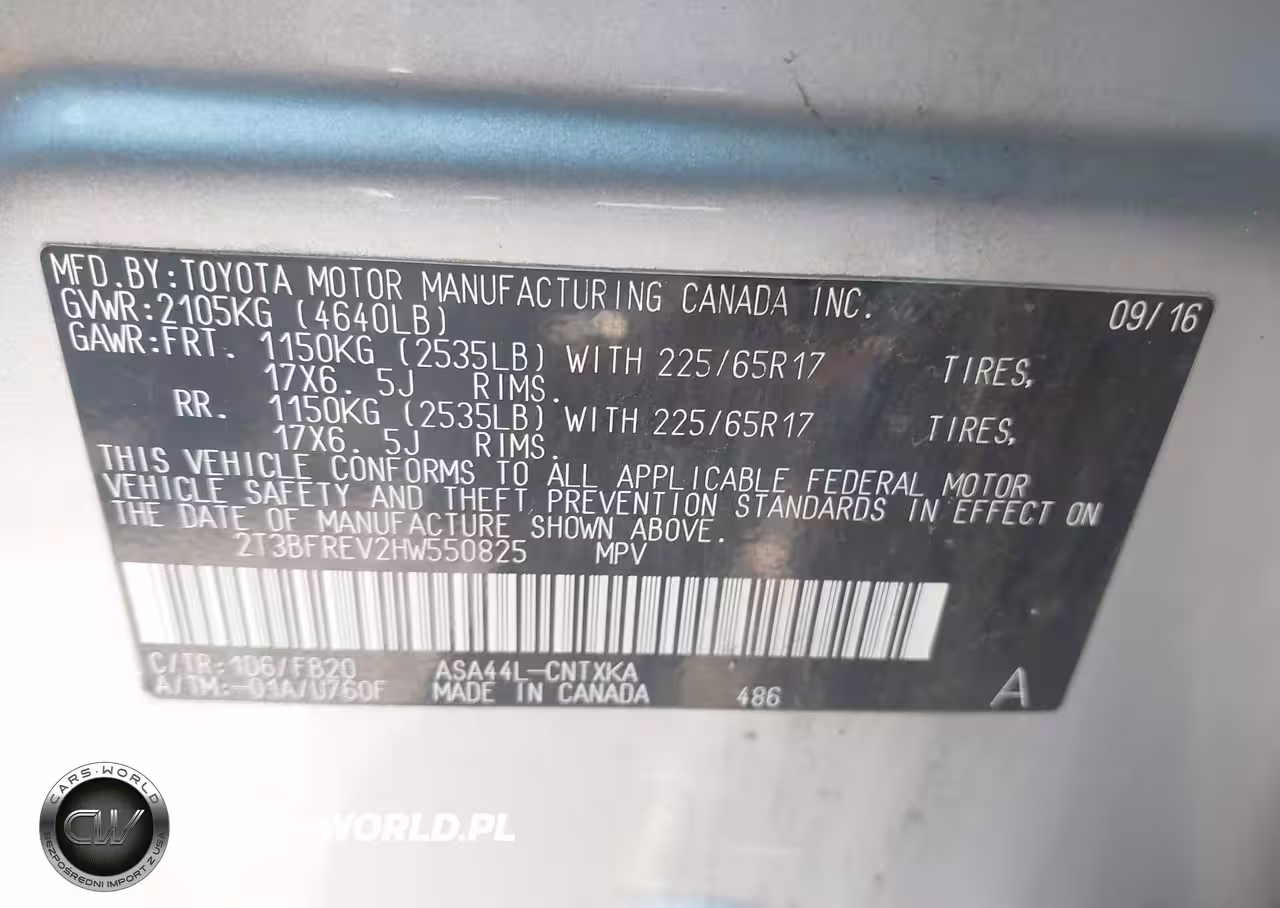 MFD.BY:TOYOTA MOTOR MANUFACTURING CANADA INC. 09/16
GVWR:2105KG (4640LB)
GAWR:FRT. 1150KG (2535LB) WITH 225/65R17 TIRES,
17X6. 5J RIMS.
RR. 1150KG (2535LB) WITH 225/65R17 TIRES,
17X6. 5J RIMS.
THIS VEHICLE CONFORMS TO ALL APPLICABLE FEDERAL MOTOR
VEHICLE SAFETY AND THEFT PREVENTION STANDARDS IN EFFECT ON
THE DATE OF MANUFACTURE SHOWN ABOVE.
2T3BFREV2HW550825 MPV
C/TR:1D6/FB20 ASA44L-CNTXKA
A/TM:-01A/U760F MADE IN CANADA 486 A
CARS-WORLD
CW
BEZPOŚREDNI IMPORT Z USA
-WORLD.PL